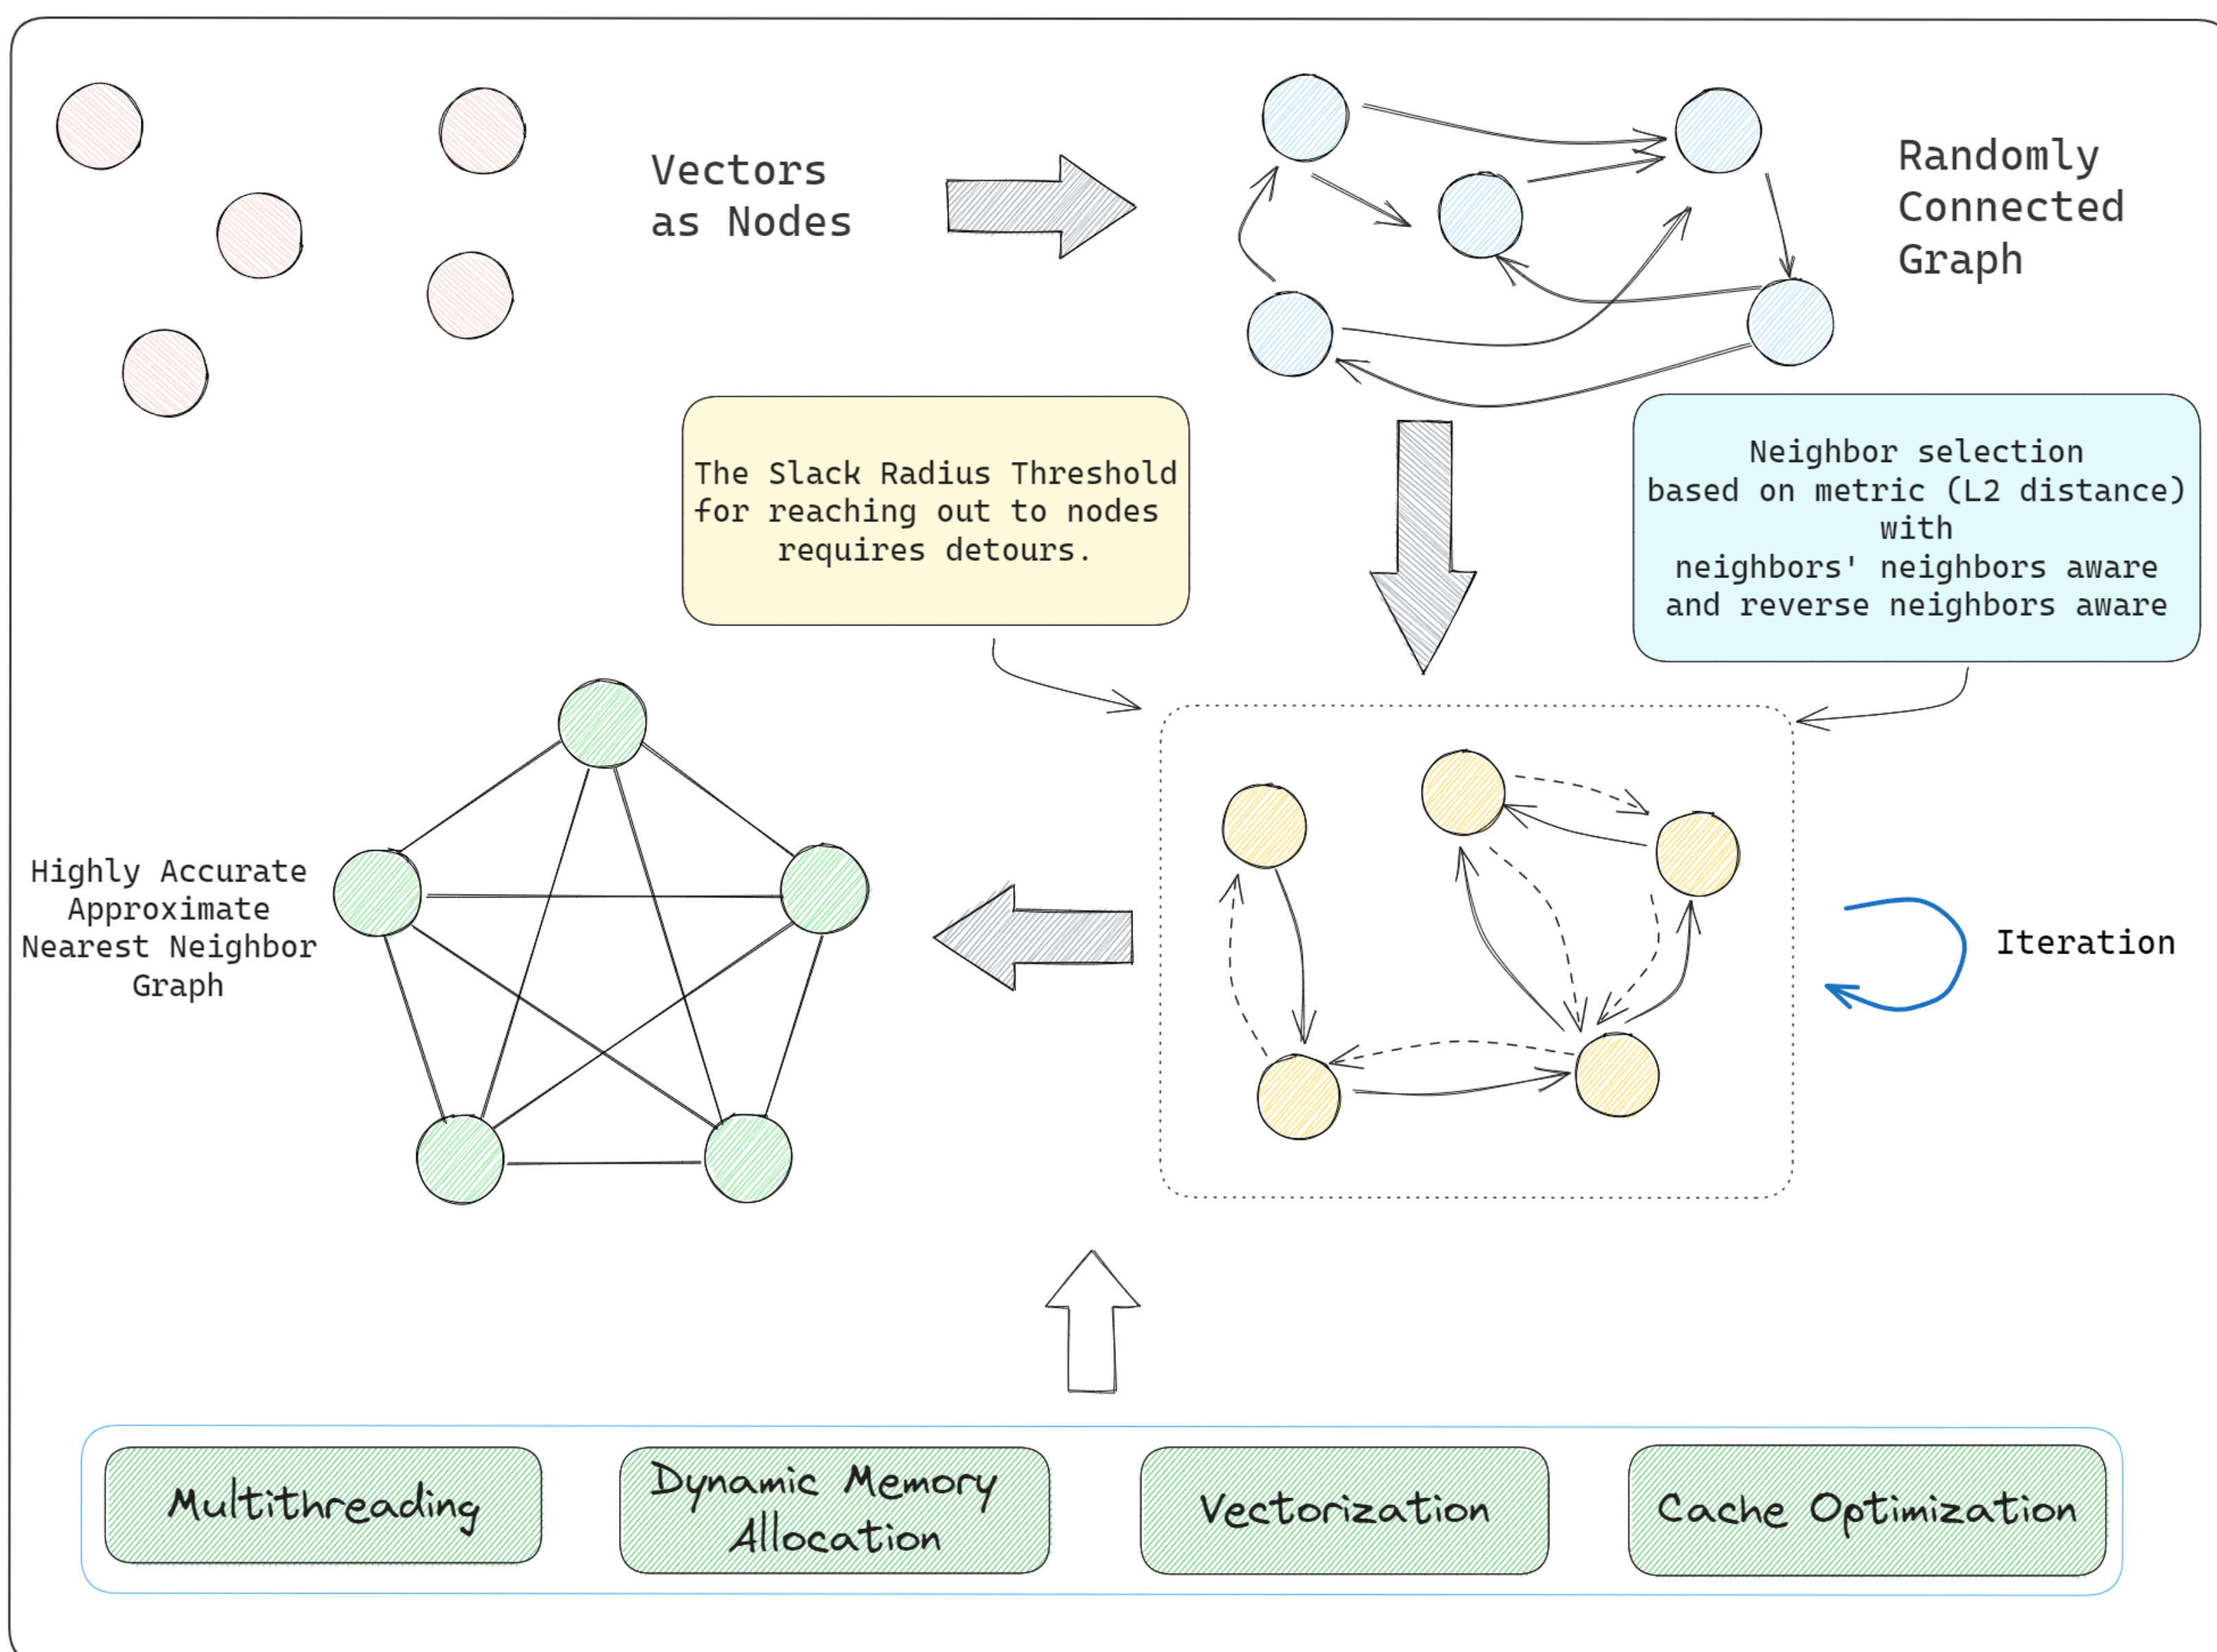 Vectors
as Nodes
Randomly
Connected
Graph
The Slack Radius Threshold
for reaching out to nodes
requires detours.
Neighbor selection
based on metric (L2 distance)
with
neighbors' neighbors aware
and reverse neighbors aware
Highly Accurate
Approximate
Nearest Neighbor
Graph
Iteration
Multithreading
Dynamic Memory
Allocation
Vectorization
Cache Optimization